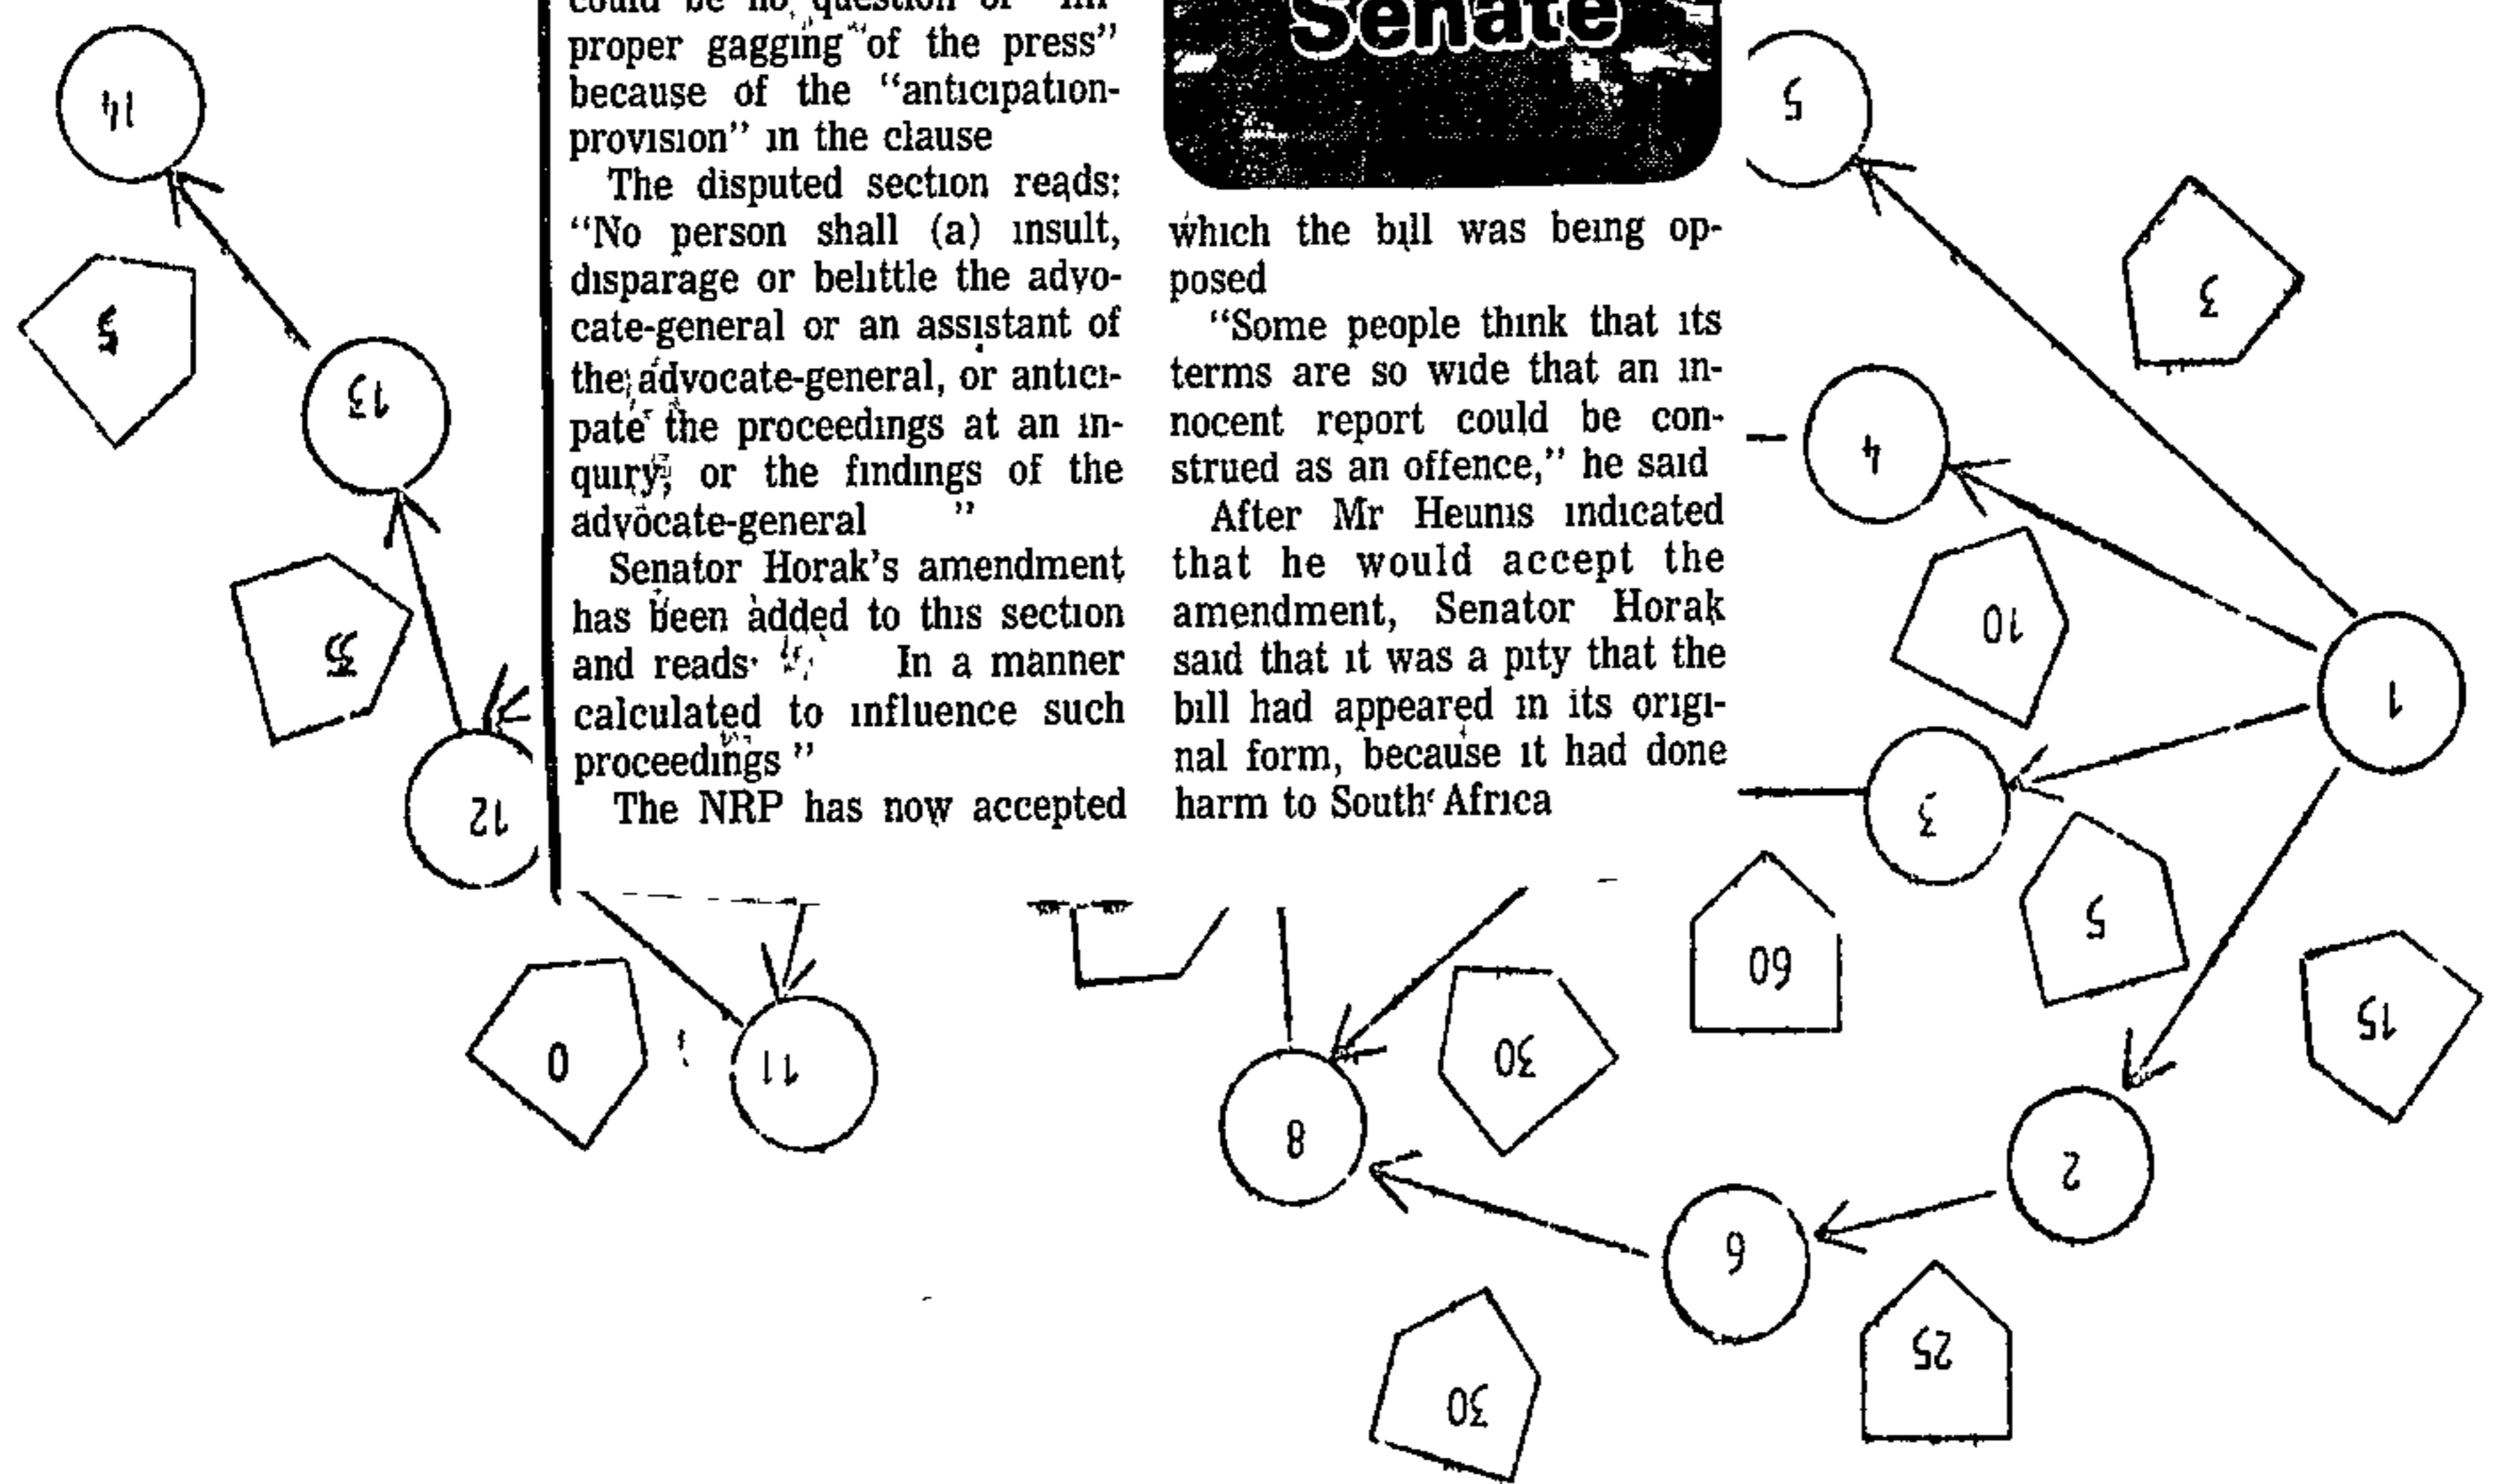 could be no question of "im-
proper gagging of the press"
because of the "anticipation-
provision" in the clause
The disputed section reads:
"No person shall (a) insult,
disparage or belittle the advo-
cate-general or an assistant of
the advocate-general, or antici-
pate the proceedings at an in-
quiry, or the findings of the
advocate-general "
Senator Horak's amendment
has been added to this section
and reads In a manner
calculated to influence such
proceedings"
The NRP has now accepted
Senate
which the bill was being op-
posed
"Some people think that its
terms are so wide that an in-
nocent report could be con-
strued as an offence," he said
After Mr Heunis indicated
that he would accept the
amendment, Senator Horak
said that it was a pity that the
bill had appeared in its origi-
nal form, because it had done
harm to South Africa
14
5
13
35
12
0
11
5
3
4
10
1
3
5
60
15
30
8
2
6
25
30